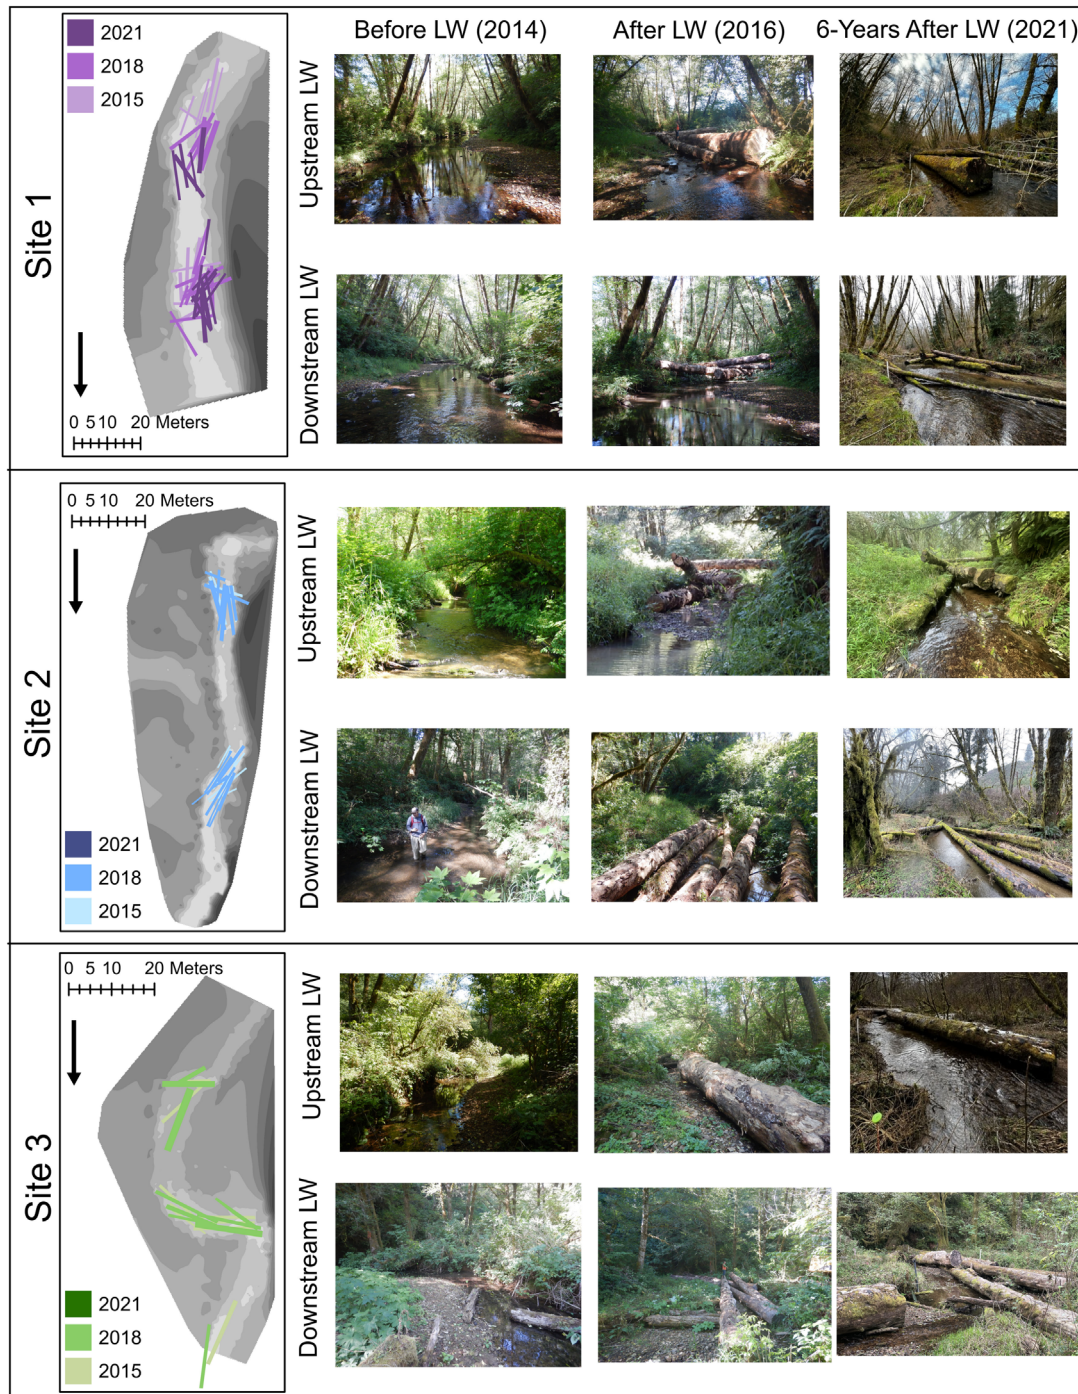 Before LW (2014)
After LW (2016)
6-Years After LW (2021)
Site 1
2021
2018
2015
0 5 10 20 Meters
Upstream LW
Downstream LW
Site 2
0 5 10 20 Meters
2021
2018
2015
Upstream LW
Downstream LW
Site 3
0 5 10 20 Meters
2021
2018
2015
Upstream LW
Downstream LW